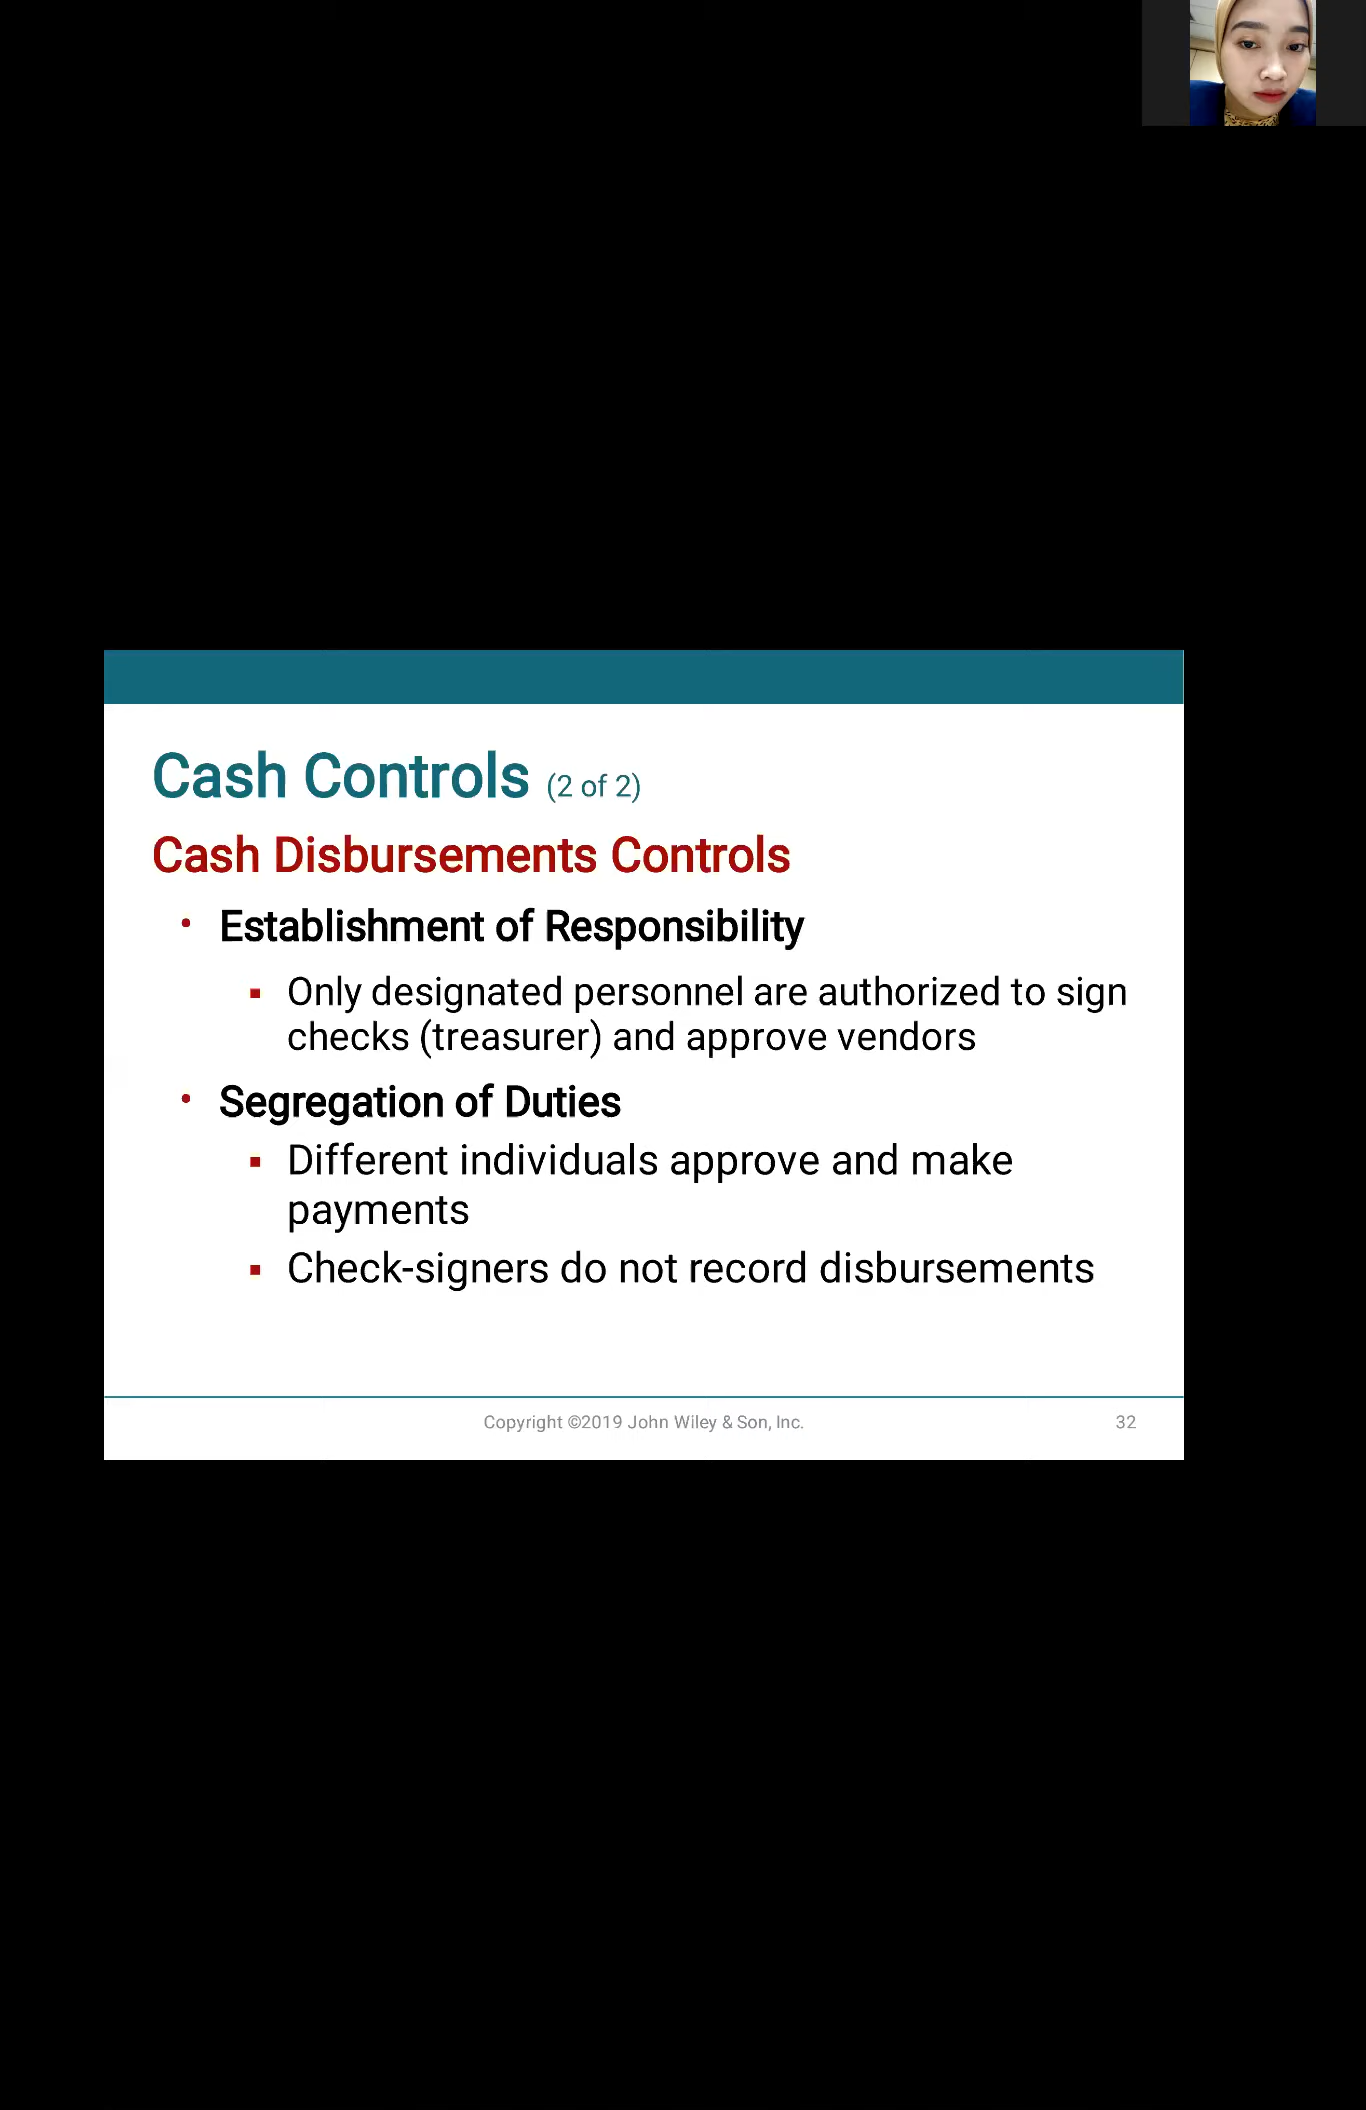 Cash Controls (2 of 2)
Cash Disbursements Controls
• Establishment of Responsibility
▪ Only designated personnel are authorized to sign
checks (treasurer) and approve vendors
• Segregation of Duties
▪ Different individuals approve and make
payments
▪ Check-signers do not record disbursements
Copyright ©2019 John Wiley & Son, Inc.
32